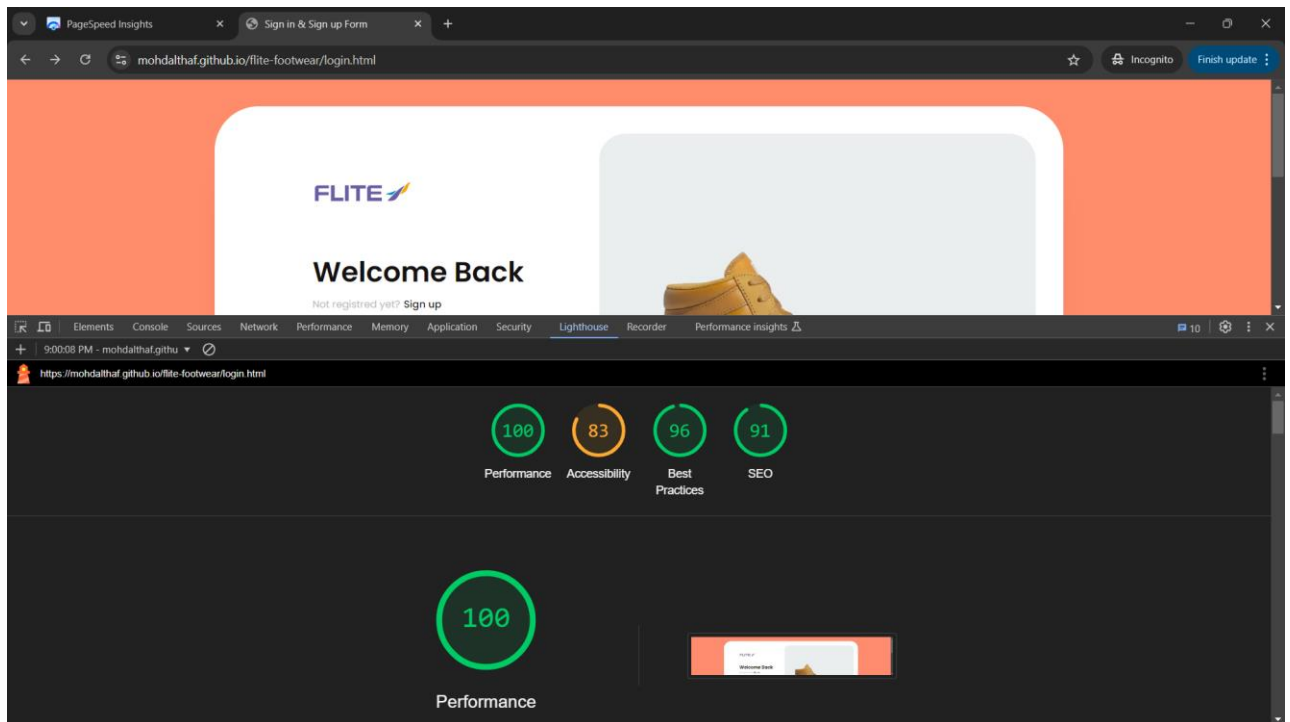 PageSpeed Insights
Sign in & Sign up Form
mohdalthaf.github.io/flite-footwear/login.html
Incognito
Finish update
FLITE
Welcome Back
Not registred yet? Sign up
Elements Console Sources Network Performance Memory Application Security Lighthouse Recorder Performance insights
10
9:00:08 PM - mohdalthaf.githu
https://mohdalthaf.github.io/flite-footwear/login.html
100 83 96 91
Performance Accessibility Best Practices SEO
100
Performance
FLITE
Welcome Back